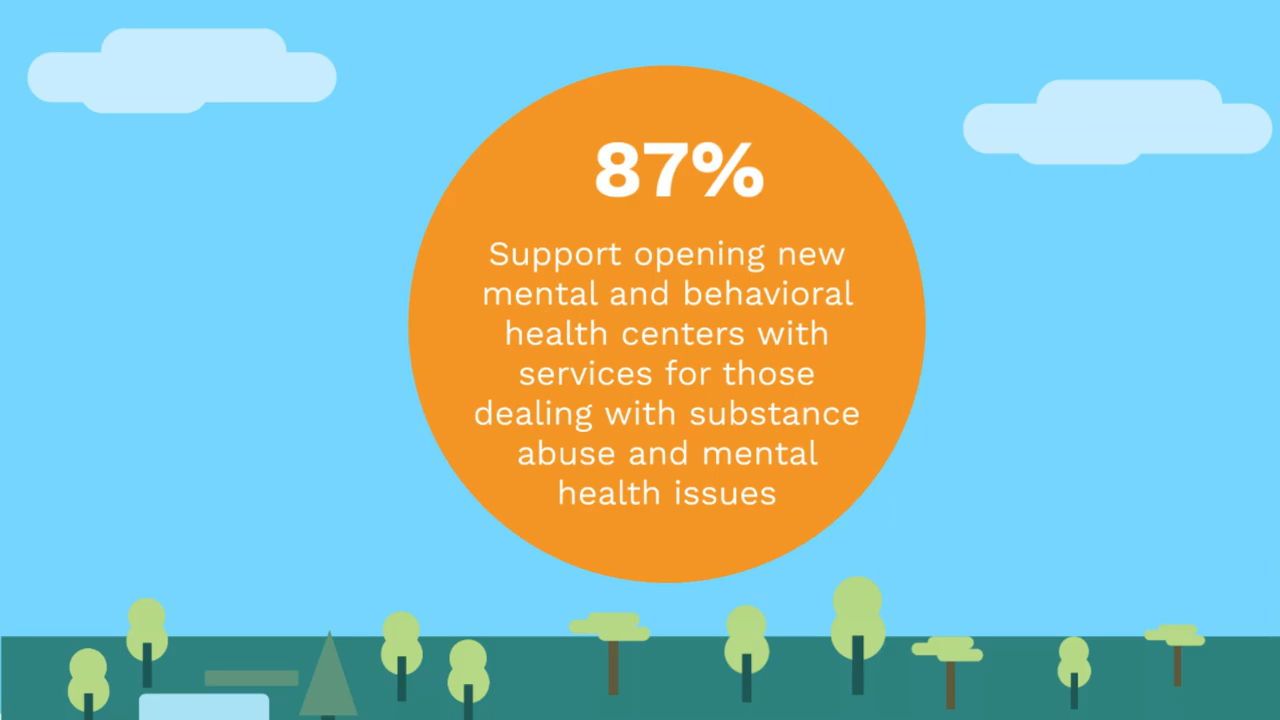 87%
Support opening new
mental and behavioral
health centers with
services for those
dealing with substance
abuse and mental
health issues